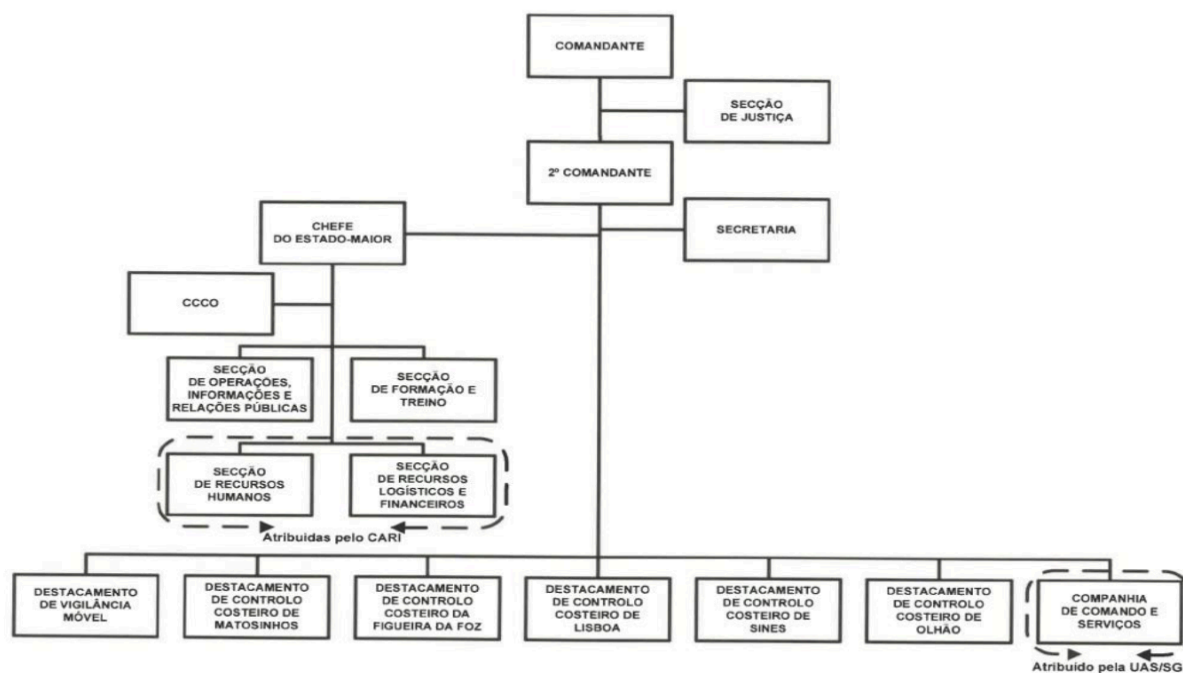 COMANDANTE
SECÇÃO
DE JUSTIÇA
2º COMANDANTE
CHEFE
DO ESTADO-MAIOR
SECRETARIA
CCCO
SECÇÃO
DE OPERAÇÕES,
INFORMAÇÕES E
RELAÇÕES PÚBLICAS
SECÇÃO
DE FORMAÇÃO E
TREINO
SECÇÃO
DE RECURSOS
HUMANOS
SECÇÃO
DE RECURSOS
LOGÍSTICOS E
FINANCEIROS
Atribuidas pelo CARI
DESTACAMENTO
DE VIGILÂNCIA
MÓVEL
DESTACAMENTO
DE CONTROLO
COSTEIRO DE
MATOSINHOS
DESTACAMENTO
DE CONTROLO
COSTEIRO DA
FIGUEIRA DA FOZ
DESTACAMENTO
DE CONTROLO
COSTEIRO DE
LISBOA
DESTACAMENTO
DE CONTROLO
COSTEIRO DE
SINES
DESTACAMENTO
DE CONTROLO
COSTEIRO DE
OLHÃO
COMPANHIA
DE COMANDO E
SERVIÇOS
Atribuído pela UAS/SG